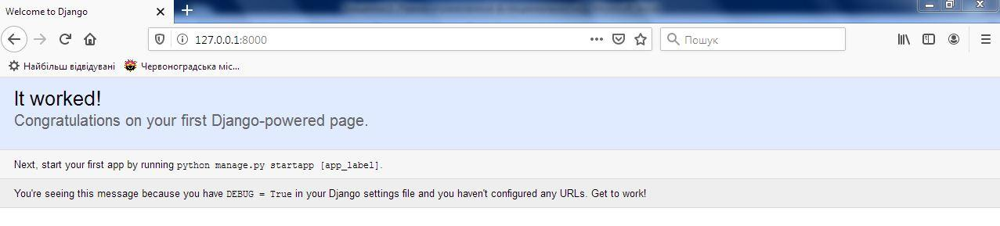 Welcome to Django
127.0.0.1:8000
Пошук
Найбільш відвідувані Червоноградська міс...
It worked!
Congratulations on your first Django-powered page.
Next, start your first app by running python manage.py startapp [app_label].
You're seeing this message because you have DEBUG = True in your Django settings file and you haven't configured any URLs. Get to work!